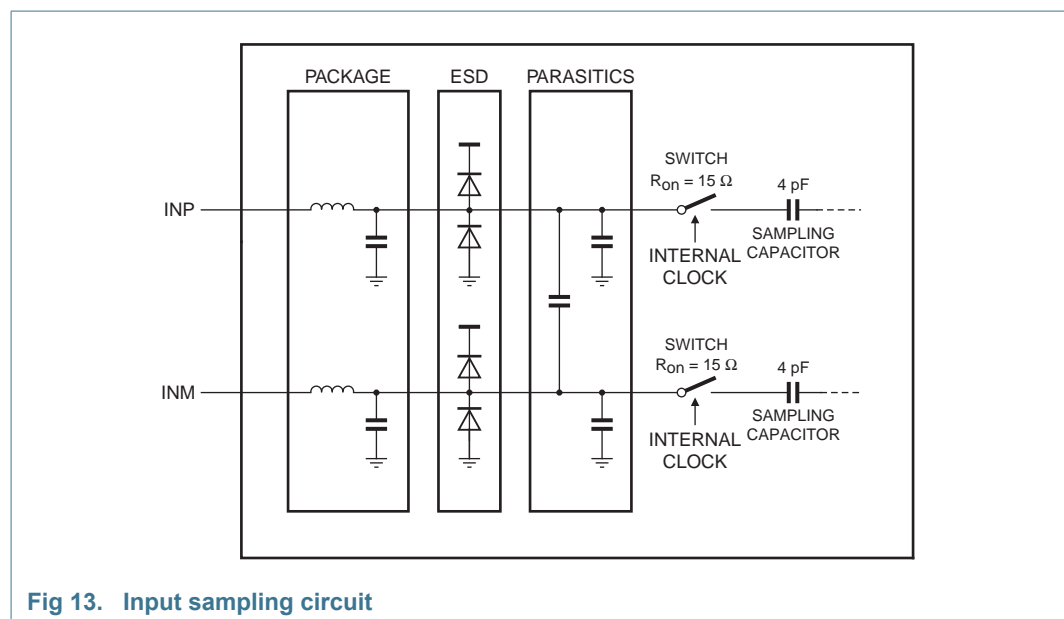 PACKAGE
ESD
PARASITICS
SWITCH
Ron = 15 Ω
4 pF
INP
INTERNAL
CLOCK
SAMPLING
CAPACITOR
SWITCH
Ron = 15 Ω
4 pF
INM
INTERNAL
CLOCK
SAMPLING
CAPACITOR
Fig 13. Input sampling circuit